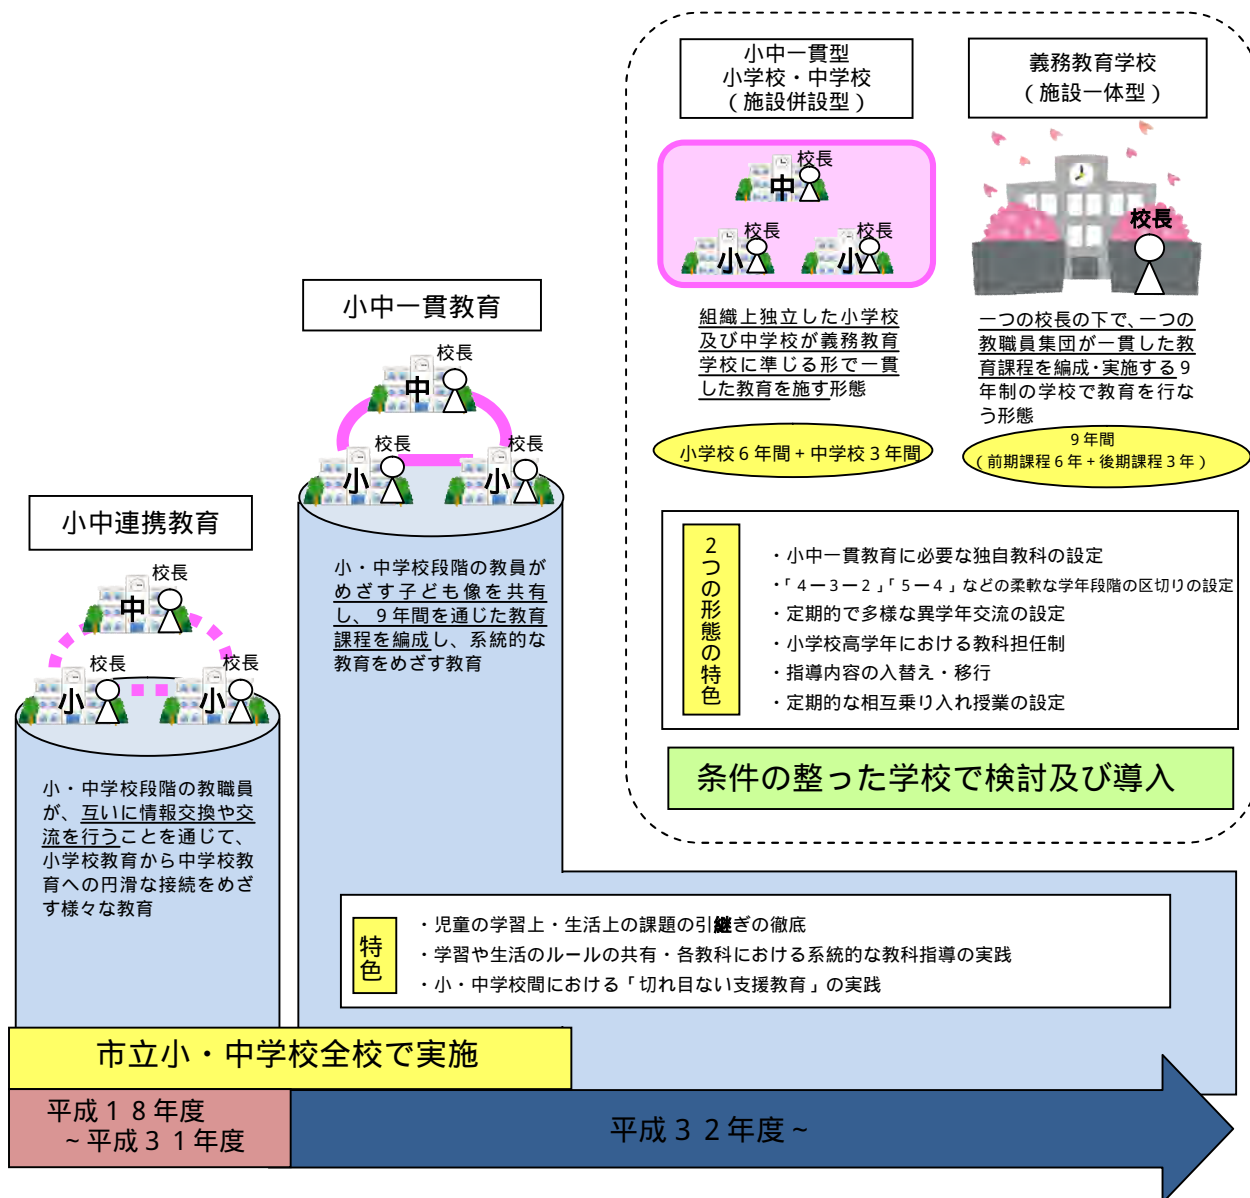 小中一貫型
小学校・中学校
（施設併設型）
義務教育学校
（施設一体型）
校長
中
校長
小
校長
小
校長
組織上独立した小学校
及び中学校が義務教育
学校に準じる形で一貫
した教育を施す形態
一つの校長の下で、一つの
教職員集団が一貫した教
育課程を編成・実施する９
年制の学校で教育を行な
う形態
小学校６年間＋中学校３年間
９年間
（前期課程６年＋後期課程３年）
小中一貫教育
校長
中
校長
小
校長
小
小・中学校段階の教員が
めざす子ども像を共有
し、９年間を通じた教育
課程を編成し、系統的な
教育をめざす教育
小中連携教育
校長
中
校長
小
校長
小
小・中学校段階の教職員
が、互いに情報交換や交
流を行うことを通じて、
小学校教育から中学校教
育への円滑な接続をめざ
す様々な教育
２つの形態の特色
・小中一貫教育に必要な独自教科の設定
・「４ー３ー２」「５ー４」などの柔軟な学年段階の区切りの設定
・定期的で多様な異学年交流の設定
・小学校高学年における教科担任制
・指導内容の入替え・移行
・定期的な相互乗り入れ授業の設定
条件の整った学校で検討及び導入
特色
・児童の学習上・生活上の課題の引継ぎの徹底
・学習や生活のルールの共有・各教科における系統的な教科指導の実践
・小・中学校間における「切れ目ない支援教育」の実践
市立小・中学校全校で実施
平成１８年度
～平成３１年度
平成３２年度～